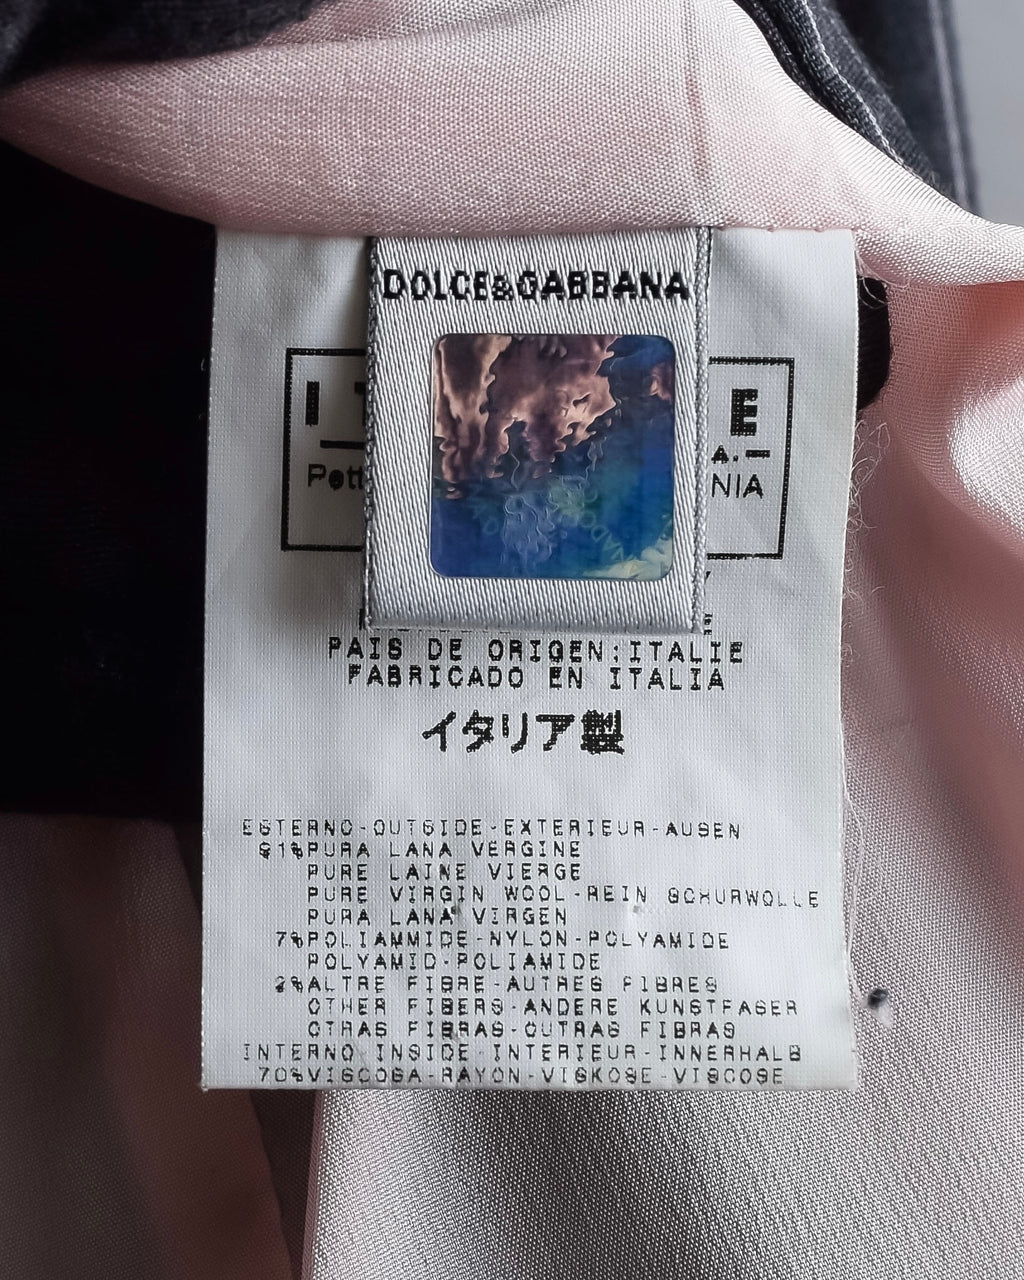 DOLCE&GABBANA
I T E
A.
Pett NIA
PAIS DE ORIGEN:ITALIE
FABRICADO EN ITALIA
イタリア製
ESTERNO-OUTSIDE-EXTERIEUR-AUSEN
91%PURA LANA VERGINE
PURE LAINE VIERGE
PURE VIRGIN WOOL-REIN SCHURWOLLE
PURA LANA VIRGEN
7%POLIAMMIDE-NYLON-POLYAMIDE
POLYAMID-POLIAMIDE
2%ALTRE FIBRE-AUTRES FIBRES
OTHER FIBERS-ANDERE KUNSTFASER
OTRAS FIBRAS-OUTRAS FIBRAS
INTERNO-INSIDE-INTERIEUR-INNERHALB
70%VISCOSA-RAYON-VISKOSE-VISCOSE